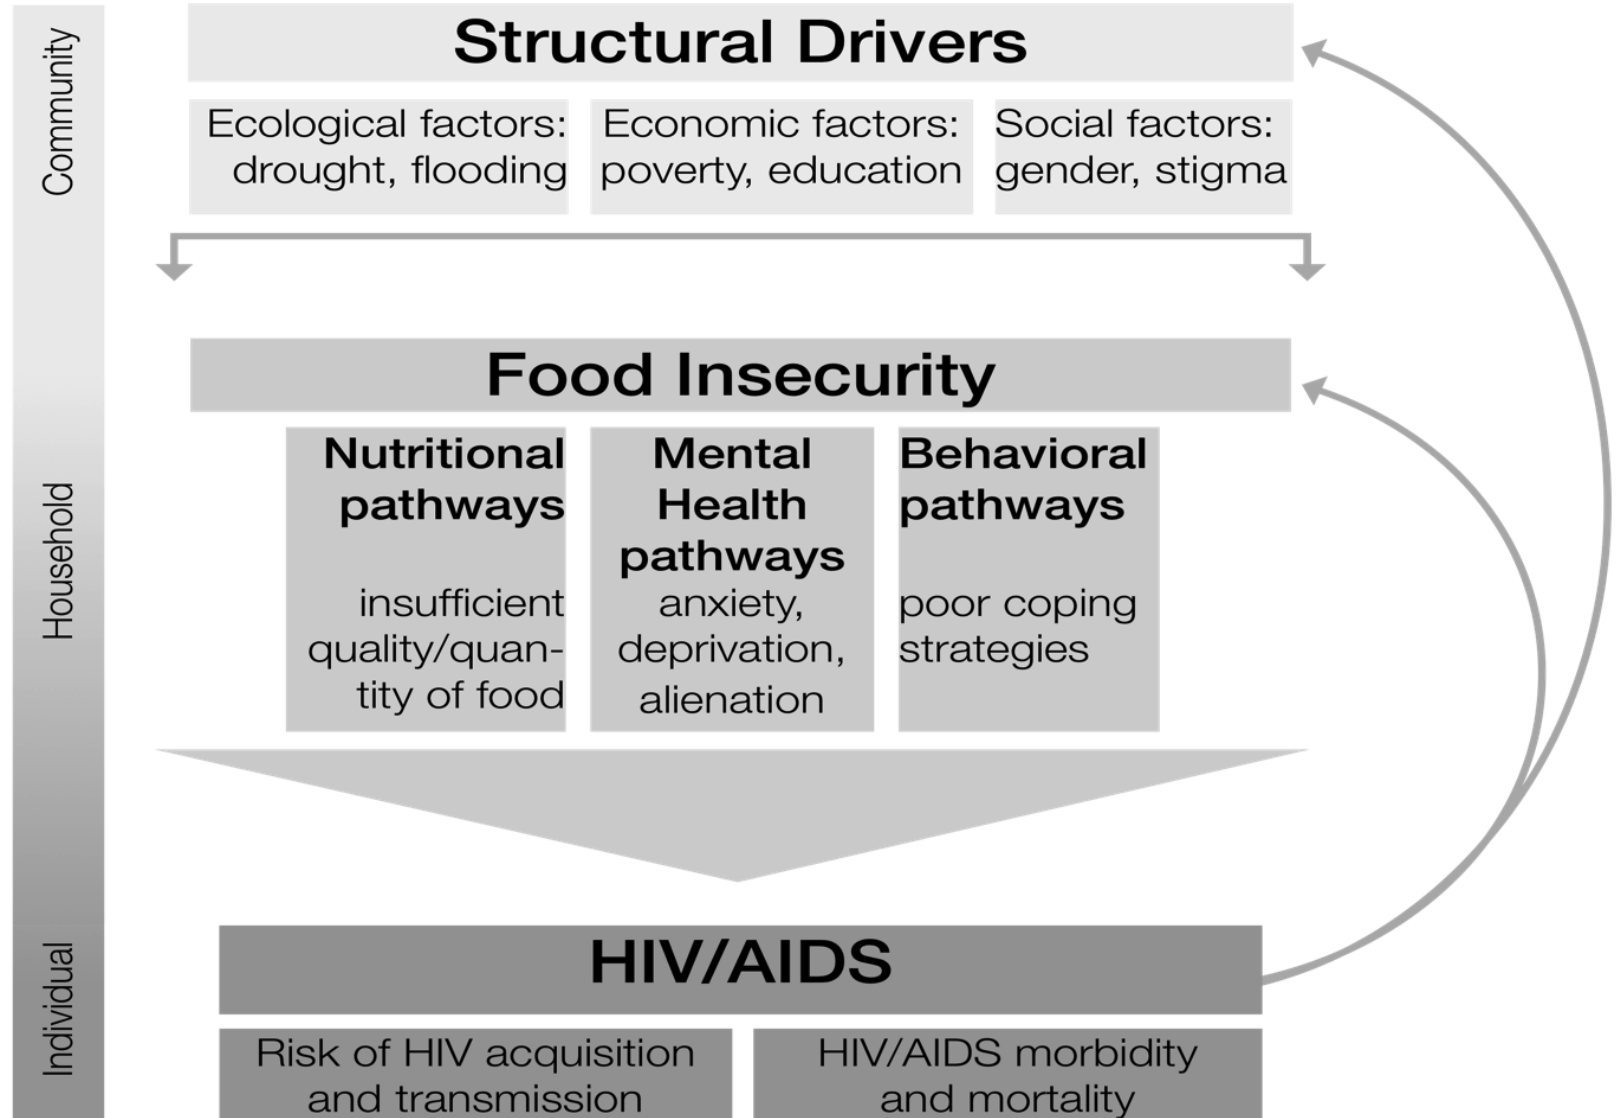 Community
Structural Drivers
Ecological factors:
drought, flooding
Economic factors:
poverty, education
Social factors:
gender, stigma
Household
Food Insecurity
Nutritional
pathways
insufficient
quality/quan-
tity of food
Mental
Health
pathways
anxiety,
deprivation,
alienation
Behavioral
pathways
poor coping
strategies
Individual
HIV/AIDS
Risk of HIV acquisition
and transmission
HIV/AIDS morbidity
and mortality